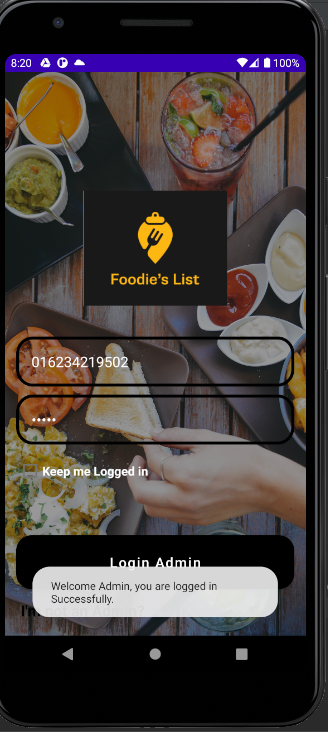 8:20
100%
Foodie's List
016234219502
•••••
Keep me Logged in
Login Admin
Welcome Admin, you are logged in
Successfully.